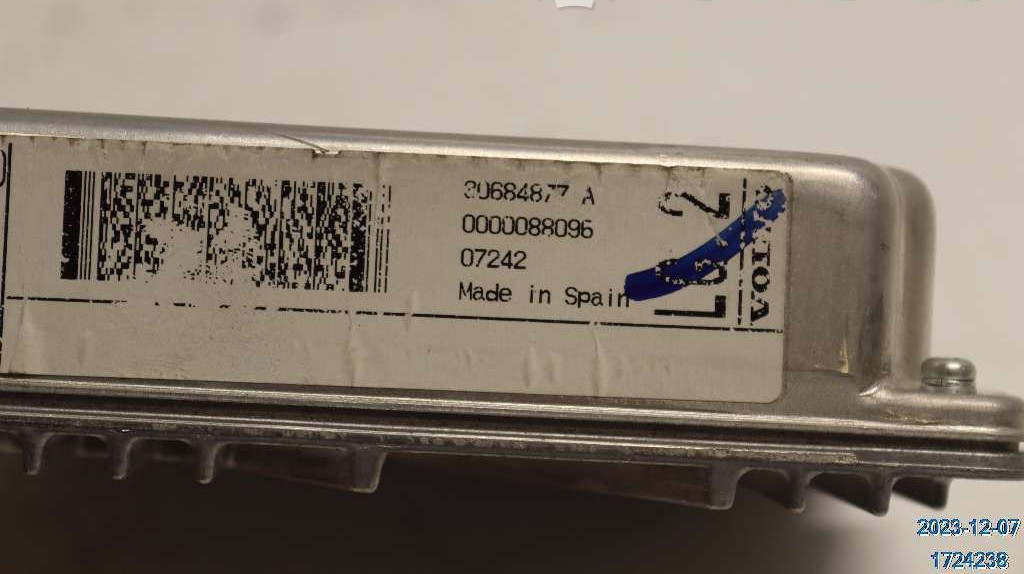 30684877 A
0000088096
07242
Made in Spain
VOLVO
2023-12-07
1724238